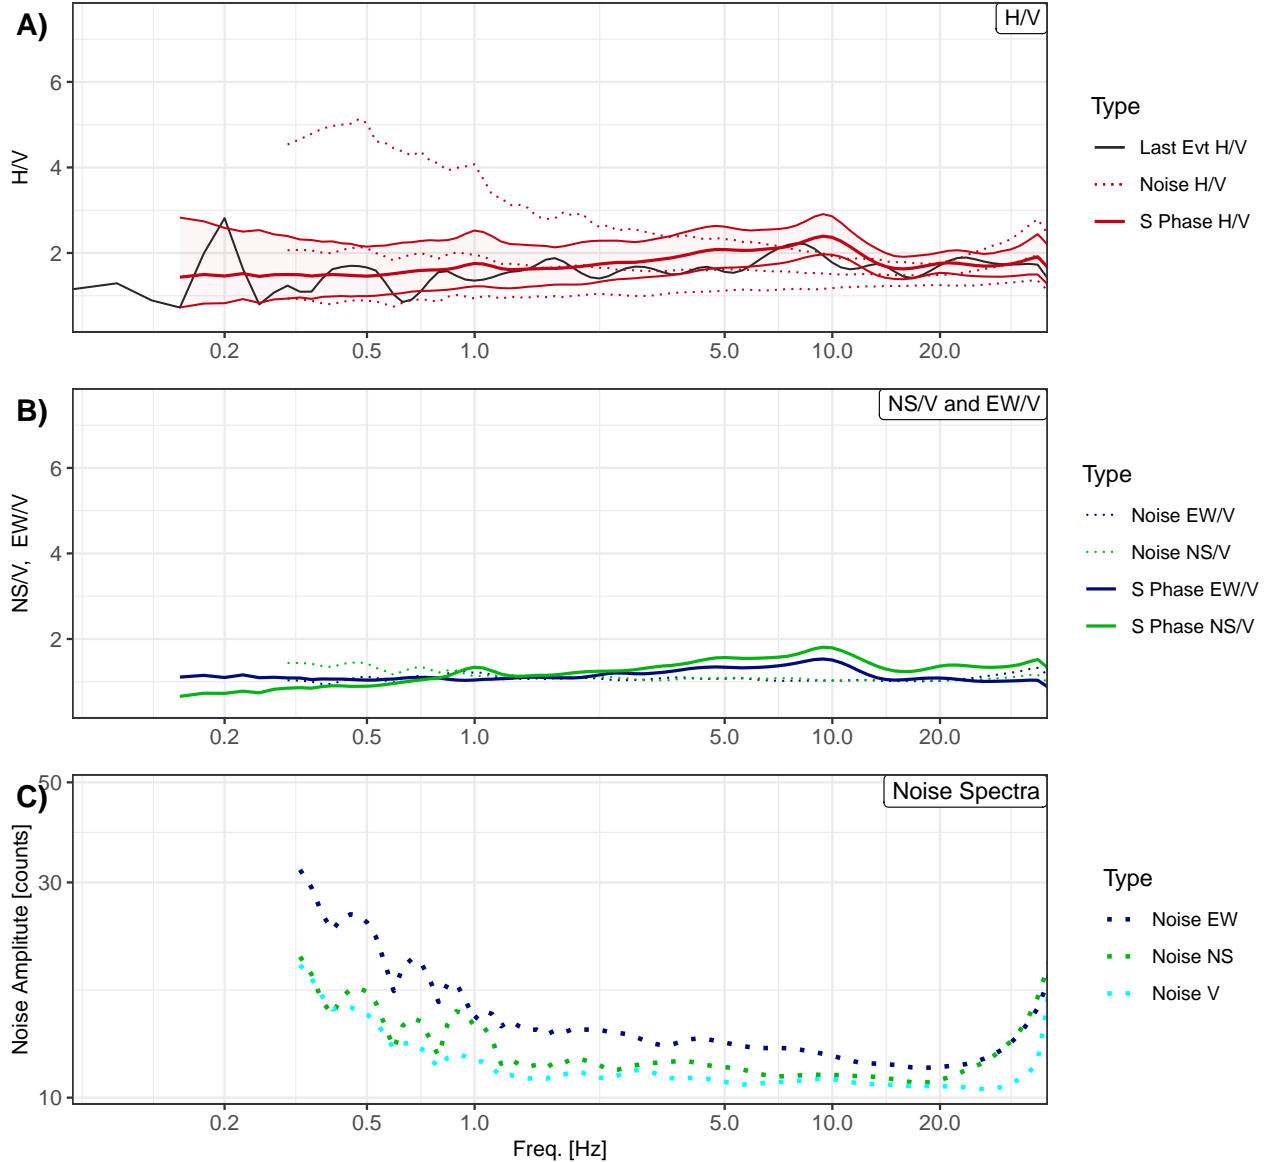 A)
H/V
H/V
6
4
2
0.2 0.5 1.0 5.0 10.0 20.0
Type
Last Evt H/V
Noise H/V
S Phase H/V
B)
NS/V and EW/V
NS/V, EW/V
6
4
2
0.2 0.5 1.0 5.0 10.0 20.0
Type
Noise EW/V
Noise NS/V
S Phase EW/V
S Phase NS/V
C)
Noise Spectra
Noise Amplitude [counts]
50
30
10
0.2 0.5 1.0 5.0 10.0 20.0
Freq. [Hz]
Type
Noise EW
Noise NS
Noise V